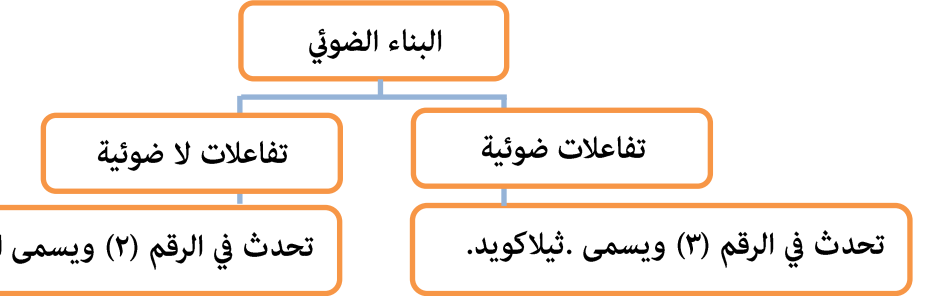 البناء الضوئي
تفاعلات ضوئية
تفاعلات لا ضوئية
تحدث في الرقم (٣) ويسمى .ثيلاكويد.
تحدث في الرقم (٢) ويسمى